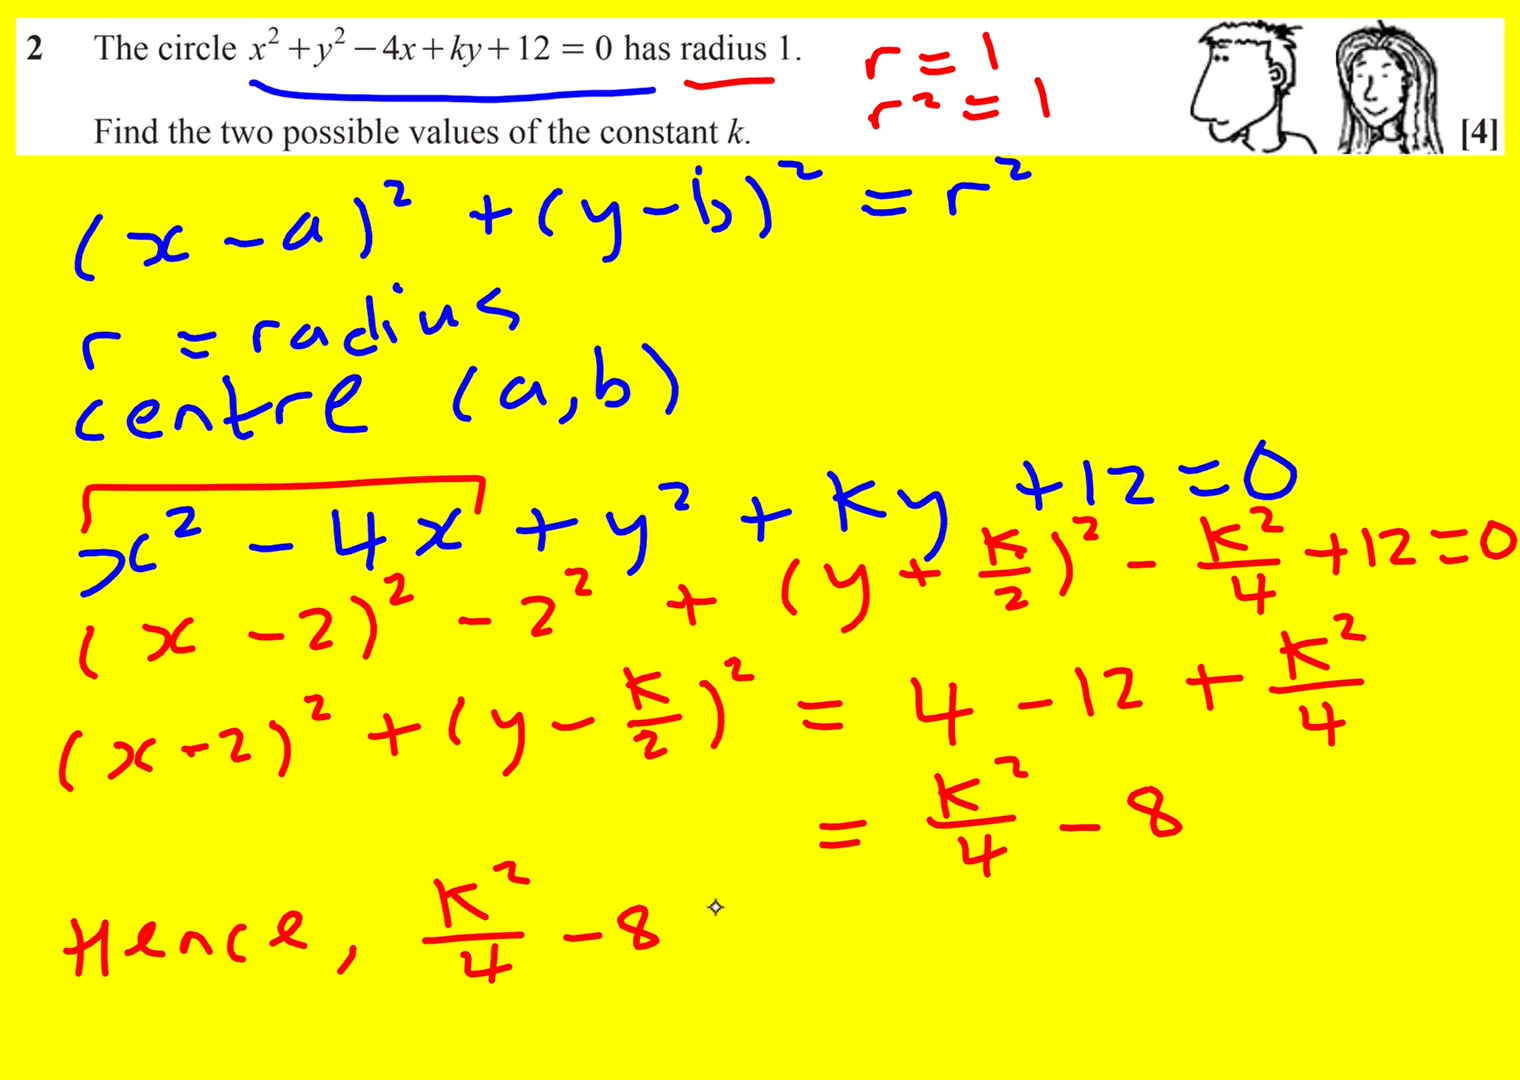 2 The circle x² + y² − 4x + ky + 12 = 0 has radius 1.
r = 1
r² = 1
Find the two possible values of the constant k.
[4]
(x − a)² + (y − b)² = r²
r = radius
centre (a, b)
x² − 4x + y² + ky + 12 = 0
(x − 2)² − 2² + (y + k/2)² − k²/4 + 12 = 0
(x − 2)² + (y − k/2)² = 4 − 12 + k²/4
= k²/4 − 8
Hence, k²/4 − 8